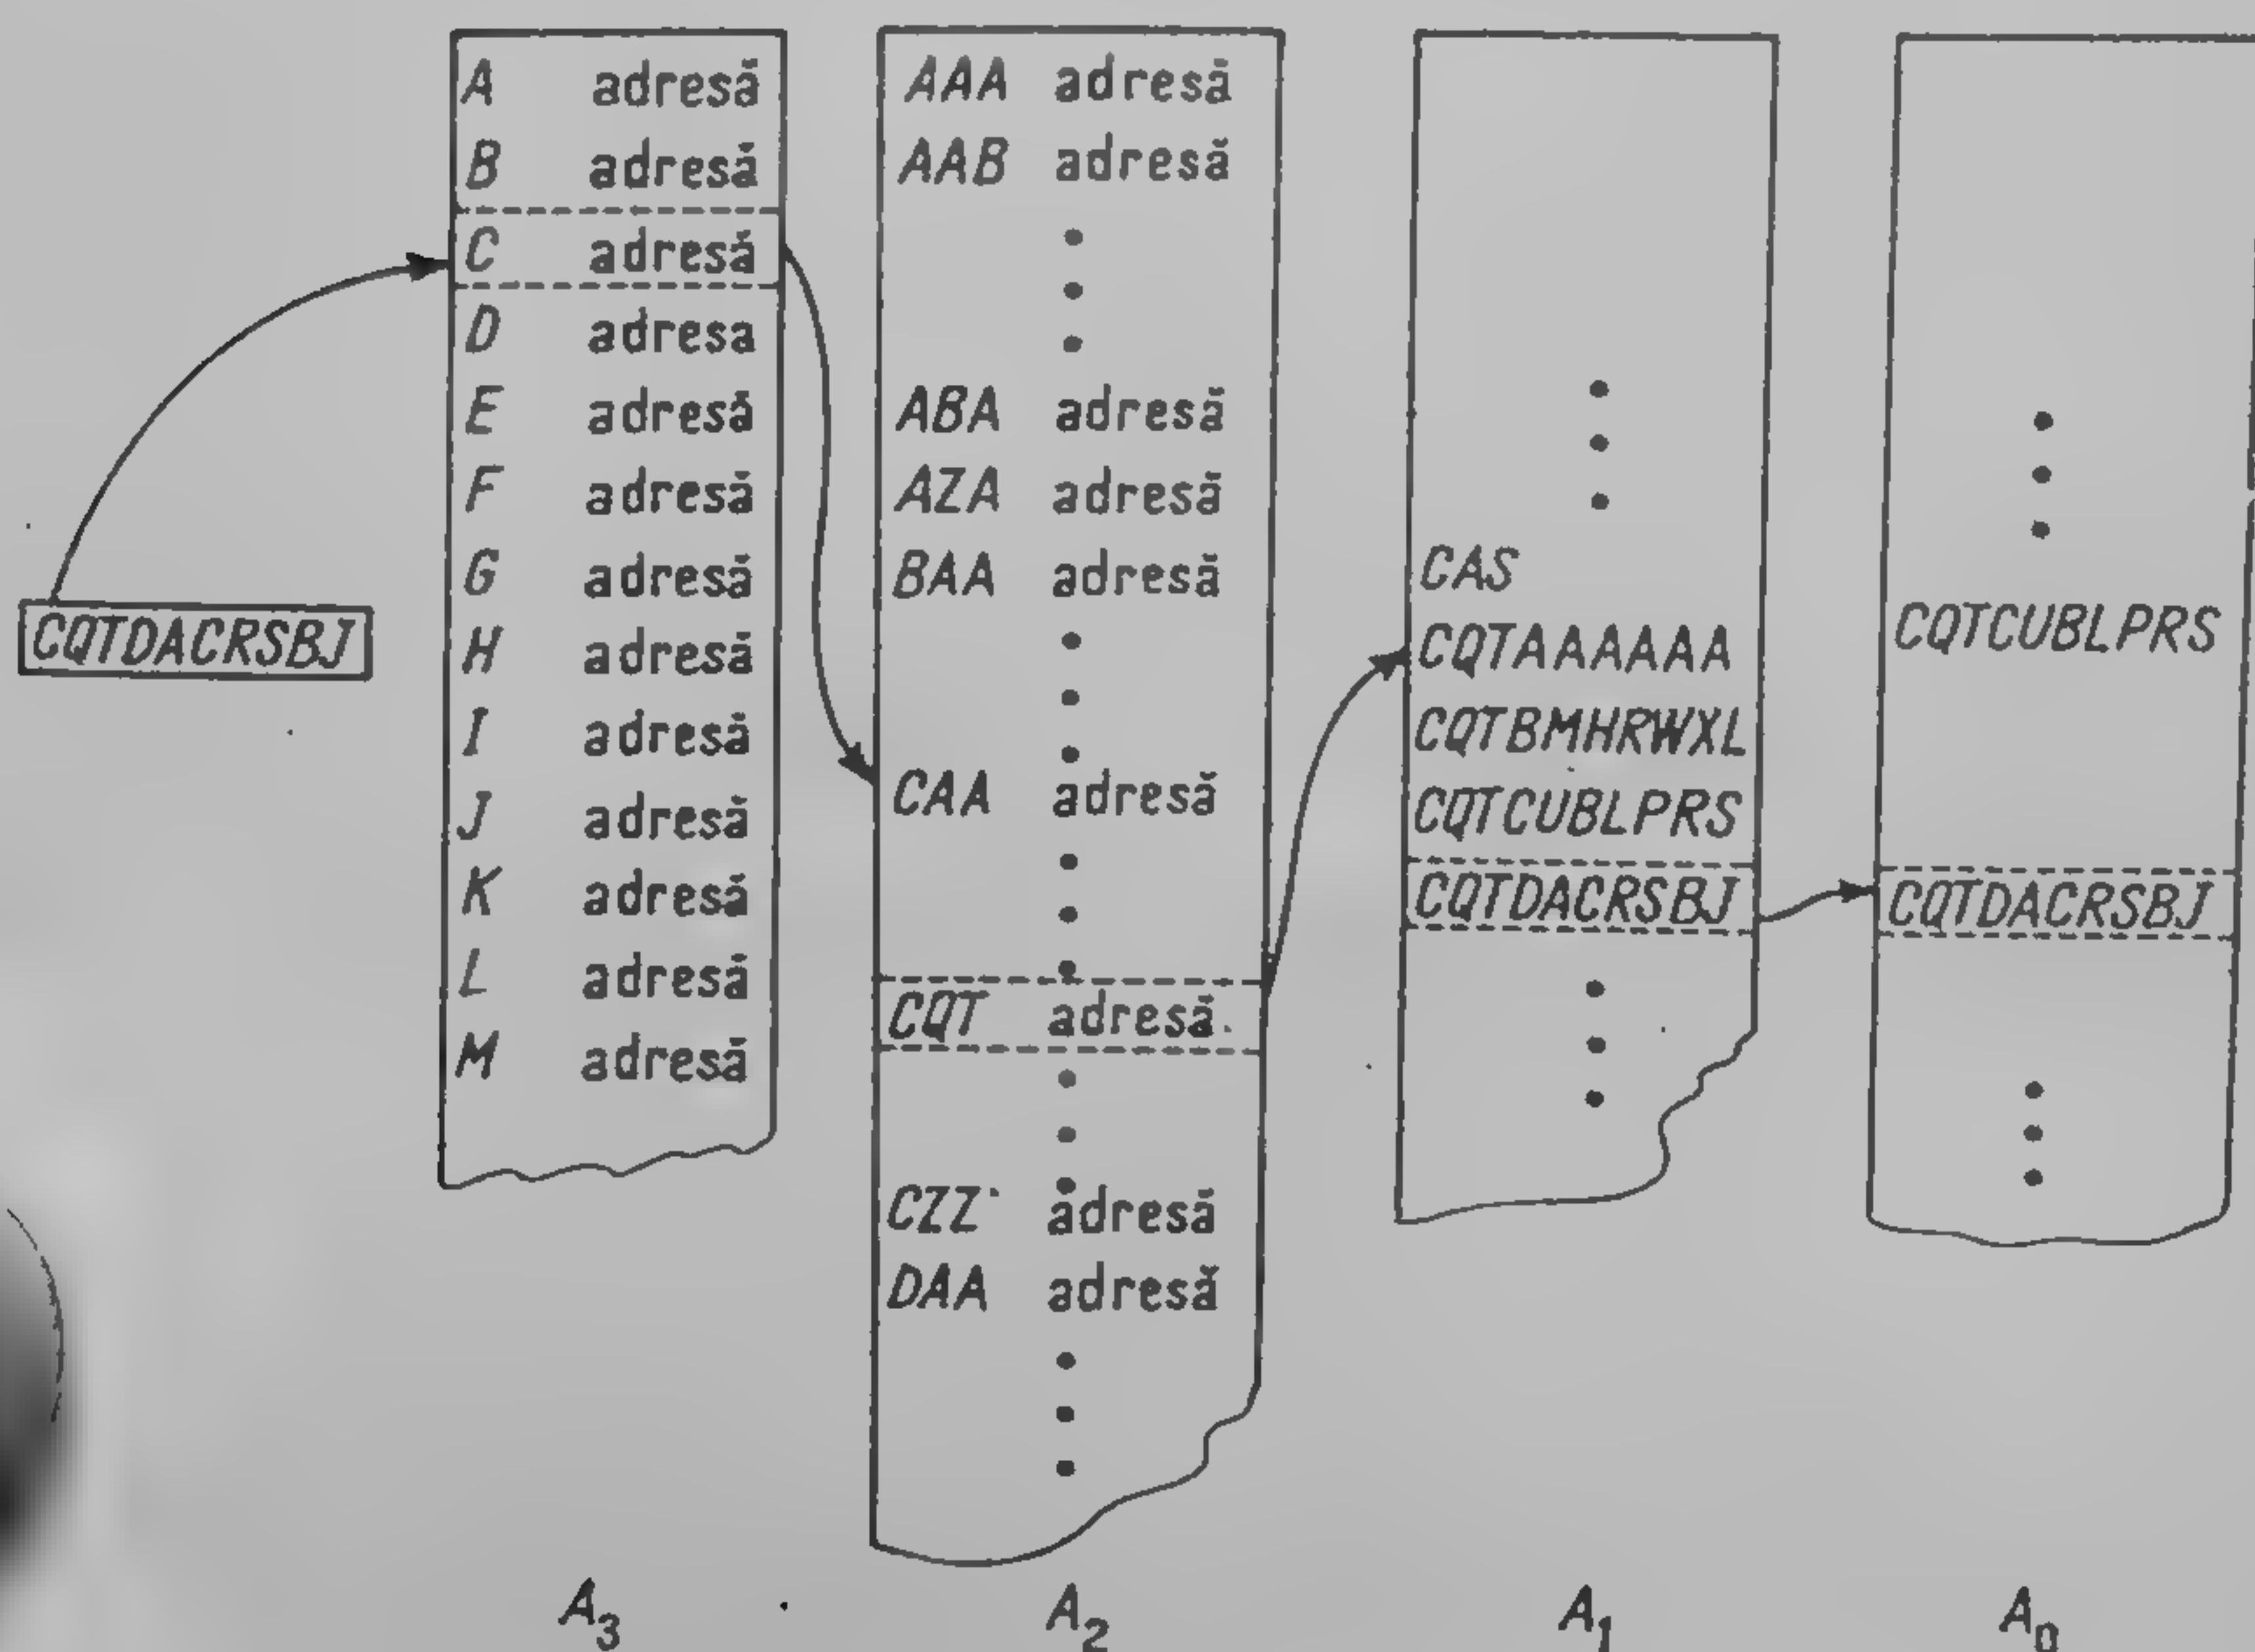 CQTDACRSBJ
A adresă
B adresă
C adresă
D adresa
E adresă
F adresă
G adresă
H adresă
I adresă
J adresă
K adresă
L adresă
M adresă
A3
AAA adresă
AAB adresă
ABA adresă
AZA adresă
BAA adresă
CAA adresă
CQT adresă
CZZ adresă
DAA adresă
A2
CAS
CQTAAAAAAA
CQTBMHRWXL
CQTCUBLPRS
CQTDACRSBJ
A1
CQTCUBLPRS
CQTDACRSBJ
A0